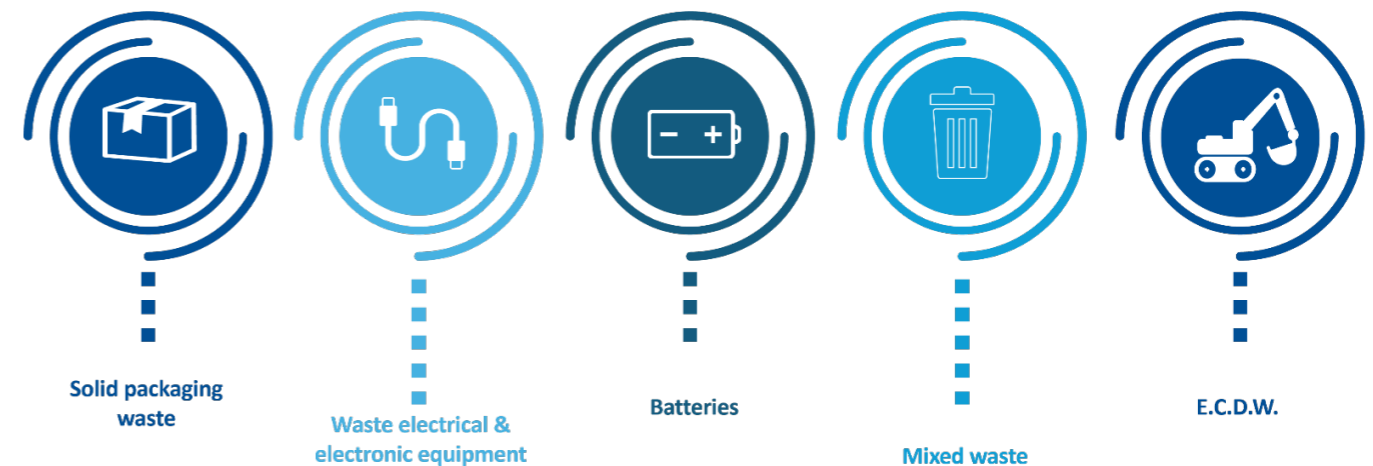 Solid packaging
waste
Waste electrical &
electronic equipment
Batteries
Mixed waste
E.C.D.W.